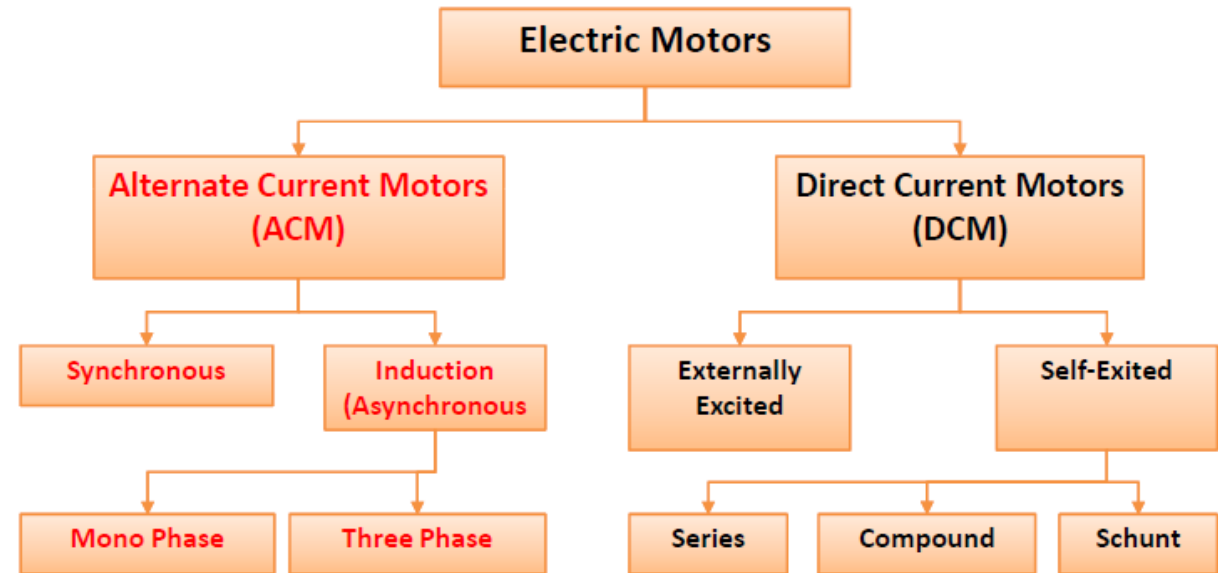 Electric Motors
Alternate Current Motors
(ACM)
Direct Current Motors
(DCM)
Synchronous
Induction
(Asynchronous
Externally
Excited
Self-Exited
Mono Phase
Three Phase
Series
Compound
Schunt